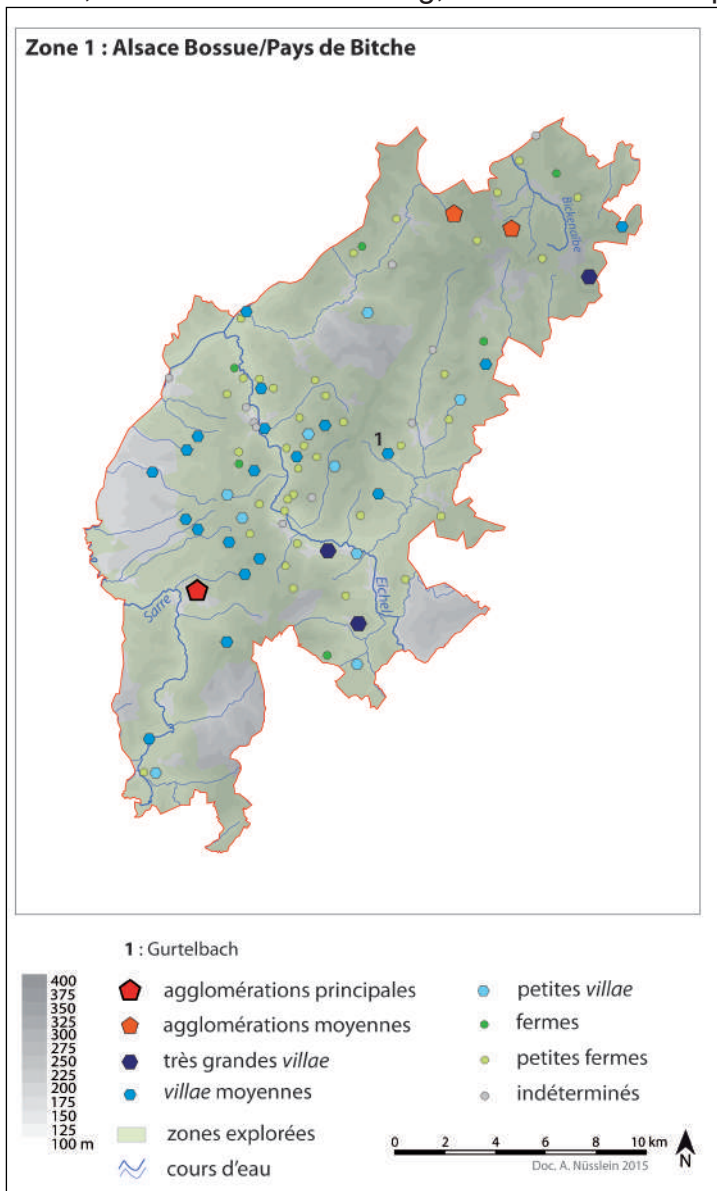 Zone 1 : Alsace Bossue/Pays de Bitche
Bickenalbe
1
Sarre
Eichel
1 : Gurtelbach
400
375
350
325
300
275
250
225
200
175
150
125
100 m
agglomérations principales
agglomérations moyennes
très grandes villae
villae moyennes
zones explorées
cours d'eau
petites villae
fermes
petites fermes
indéterminés
0 2 4 6 8 10 km
N
Doc. A. Nüsslein 2015